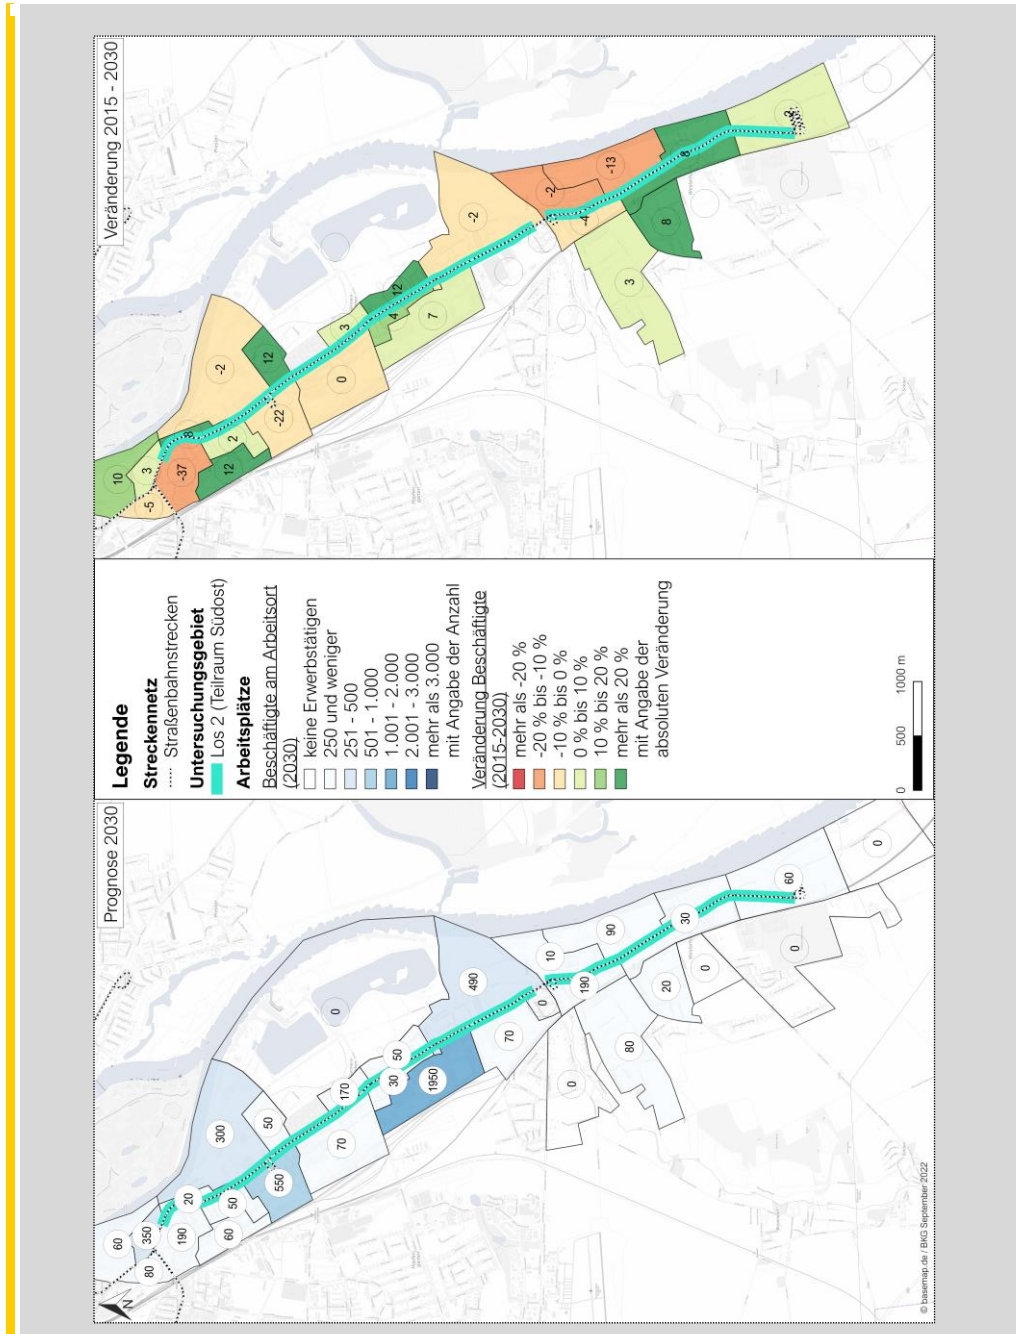 Prognose 2030
N
60
350
80
190
20
300
60
50
50
550
0
70
170
30
50
1950
490
70
0
10
0
190
90
80
20
30
0
60
0
0
© basemap.de / BKG September 2022
Legende
Streckennetz
Straßenbahnstrecken
Untersuchungsgebiet
Los 2 (Teilraum Südost)
Arbeitsplätze
Beschäftigte am Arbeitsort
(2030)
keine Erwerbstätigen
250 und weniger
251 - 500
501 - 1.000
1.001 - 2.000
2.001 - 3.000
mehr als 3.000
mit Angabe der Anzahl
Veränderung Beschäftigte
(2015-2030)
mehr als -20 %
-20 % bis -10 %
-10 % bis 0 %
0 % bis 10 %
10 % bis 20 %
mehr als 20 %
mit Angabe der
absoluten Veränderung
0 500 1000 m
Veränderung 2015 - 2030
10
3
-5
-37
8
-2
12
2
12
-22
0
3
4
12
7
-2
-2
-4
-13
3
8
8